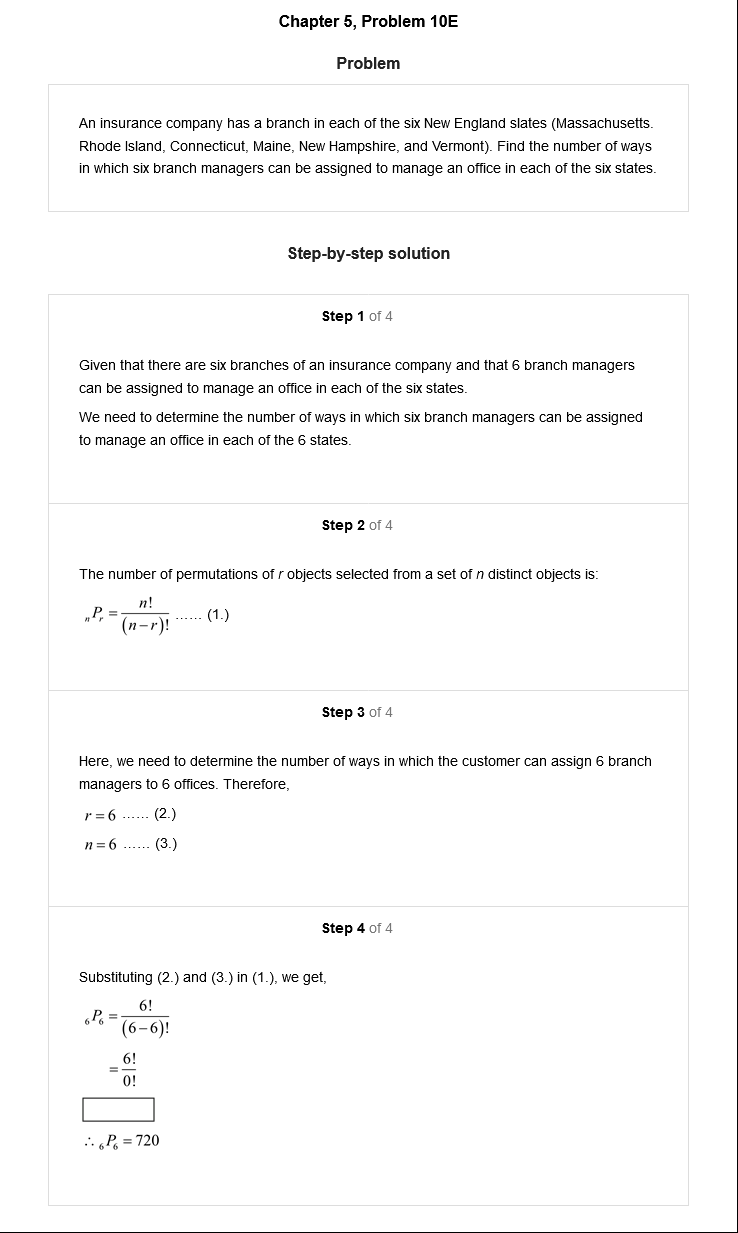 Chapter 5, Problem 10E
Problem
An insurance company has a branch in each of the six New England slates (Massachusetts.
Rhode Island, Connecticut, Maine, New Hampshire, and Vermont). Find the number of ways
in which six branch managers can be assigned to manage an office in each of the six states.
Step-by-step solution
Step 1 of 4
Given that there are six branches of an insurance company and that 6 branch managers
can be assigned to manage an office in each of the six states.
We need to determine the number of ways in which six branch managers can be assigned
to manage an office in each of the 6 states.
Step 2 of 4
The number of permutations of r objects selected from a set of n distinct objects is:
ₙPᵣ = n!/(n−r)! ...... (1.)
Step 3 of 4
Here, we need to determine the number of ways in which the customer can assign 6 branch
managers to 6 offices. Therefore,
r = 6 ...... (2.)
n = 6 ...... (3.)
Step 4 of 4
Substituting (2.) and (3.) in (1.), we get,
₆P₆ = 6!/(6−6)!
= 6!/0!
∴ ₆P₆ = 720